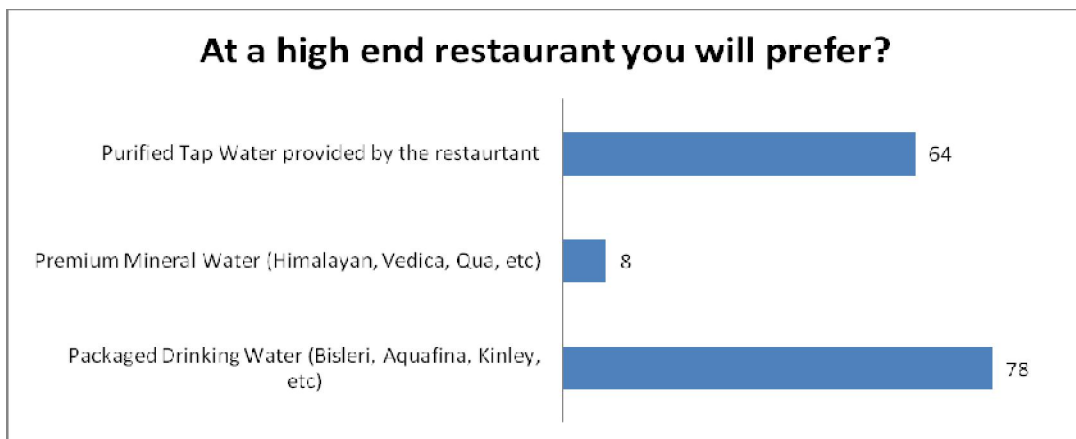 At a high end restaurant you will prefer?
Purified Tap Water provided by the restaurtant
64
Premium Mineral Water (Himalayan, Vedica, Qua, etc)
8
Packaged Drinking Water (Bisleri, Aquafina, Kinley,
etc)
78